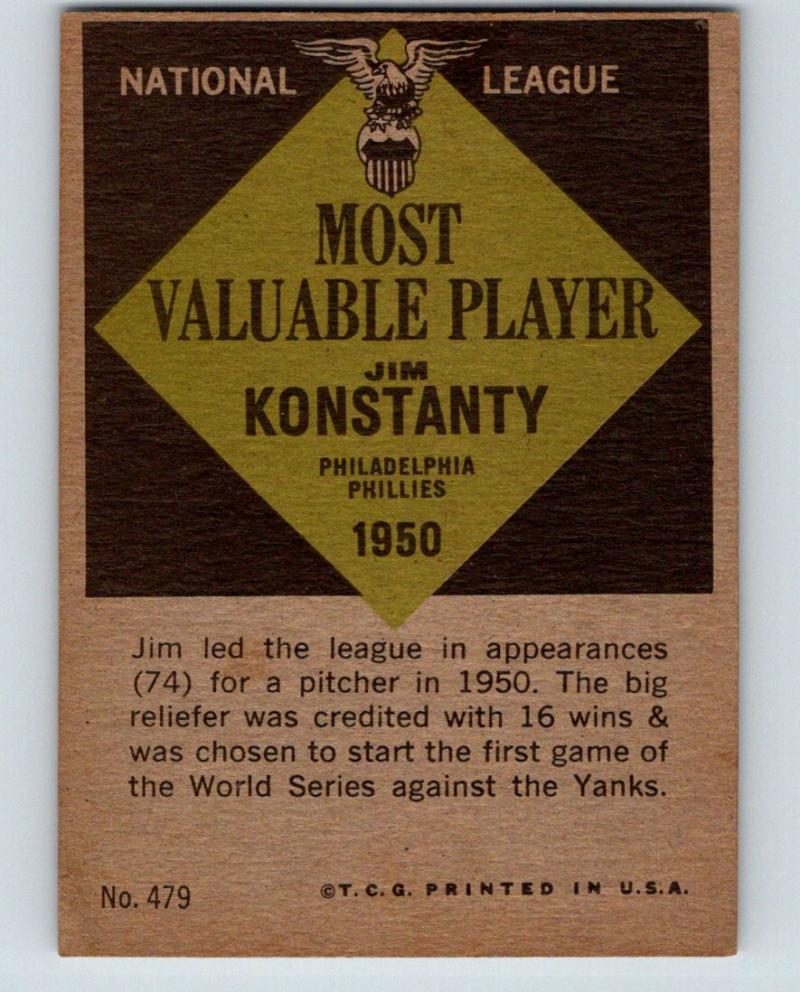 NATIONAL LEAGUE
MOST
VALUABLE PLAYER
JIM
KONSTANTY
PHILADELPHIA
PHILLIES
1950
Jim led the league in appearances
(74) for a pitcher in 1950. The big
reliefer was credited with 16 wins &
was chosen to start the first game of
the World Series against the Yanks.
No. 479 ©T.C.G. PRINTED IN U.S.A.